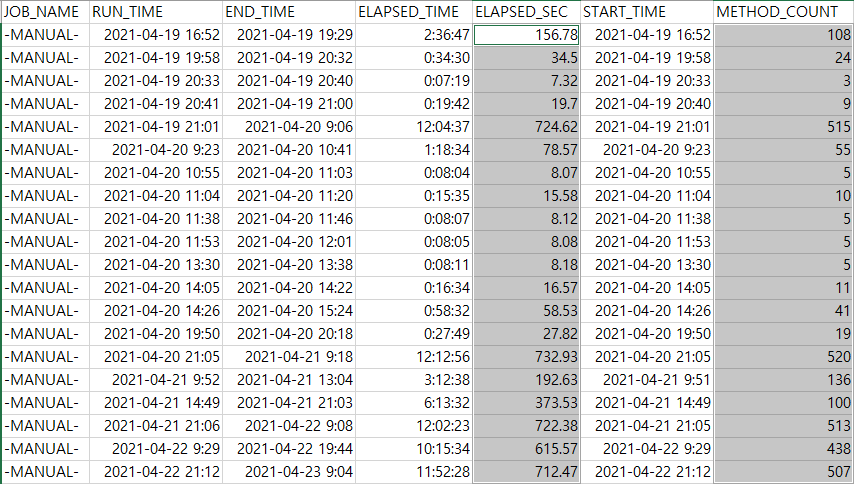 JOB_NAME RUN_TIME END_TIME ELAPSED_TIME ELAPSED_SEC START_TIME METHOD_COUNT
-MANUAL- 2021-04-19 16:52 2021-04-19 19:29 2:36:47 156.78 2021-04-19 16:52 108
-MANUAL- 2021-04-19 19:58 2021-04-19 20:32 0:34:30 34.5 2021-04-19 19:58 24
-MANUAL- 2021-04-19 20:33 2021-04-19 20:40 0:07:19 7.32 2021-04-19 20:33 3
-MANUAL- 2021-04-19 20:41 2021-04-19 21:00 0:19:42 19.7 2021-04-19 20:40 9
-MANUAL- 2021-04-19 21:01 2021-04-20 9:06 12:04:37 724.62 2021-04-19 21:01 515
-MANUAL- 2021-04-20 9:23 2021-04-20 10:41 1:18:34 78.57 2021-04-20 9:23 55
-MANUAL- 2021-04-20 10:55 2021-04-20 11:03 0:08:04 8.07 2021-04-20 10:55 5
-MANUAL- 2021-04-20 11:04 2021-04-20 11:20 0:15:35 15.58 2021-04-20 11:04 10
-MANUAL- 2021-04-20 11:38 2021-04-20 11:46 0:08:07 8.12 2021-04-20 11:38 5
-MANUAL- 2021-04-20 11:53 2021-04-20 12:01 0:08:05 8.08 2021-04-20 11:53 5
-MANUAL- 2021-04-20 13:30 2021-04-20 13:38 0:08:11 8.18 2021-04-20 13:30 5
-MANUAL- 2021-04-20 14:05 2021-04-20 14:22 0:16:34 16.57 2021-04-20 14:05 11
-MANUAL- 2021-04-20 14:26 2021-04-20 15:24 0:58:32 58.53 2021-04-20 14:26 41
-MANUAL- 2021-04-20 19:50 2021-04-20 20:18 0:27:49 27.82 2021-04-20 19:50 19
-MANUAL- 2021-04-20 21:05 2021-04-21 9:18 12:12:56 732.93 2021-04-20 21:05 520
-MANUAL- 2021-04-21 9:52 2021-04-21 13:04 3:12:38 192.63 2021-04-21 9:51 136
-MANUAL- 2021-04-21 14:49 2021-04-21 21:03 6:13:32 373.53 2021-04-21 14:49 100
-MANUAL- 2021-04-21 21:06 2021-04-22 9:08 12:02:23 722.38 2021-04-21 21:05 513
-MANUAL- 2021-04-22 9:29 2021-04-22 19:44 10:15:34 615.57 2021-04-22 9:29 438
-MANUAL- 2021-04-22 21:12 2021-04-23 9:04 11:52:28 712.47 2021-04-22 21:12 507